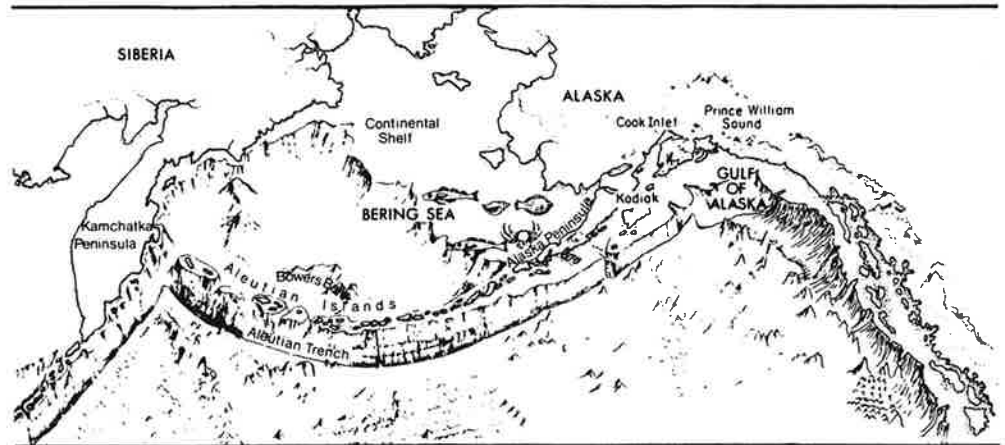 SIBERIA
ALASKA
Prince William
Sound
Cook Inlet
Continental
Shelf
GULF
OF
ALASKA
Kodiak
BERING SEA
Alaska Peninsula
Kamchatka
Peninsula
Aleutian
Islands
Bowers
Aleutian Trench